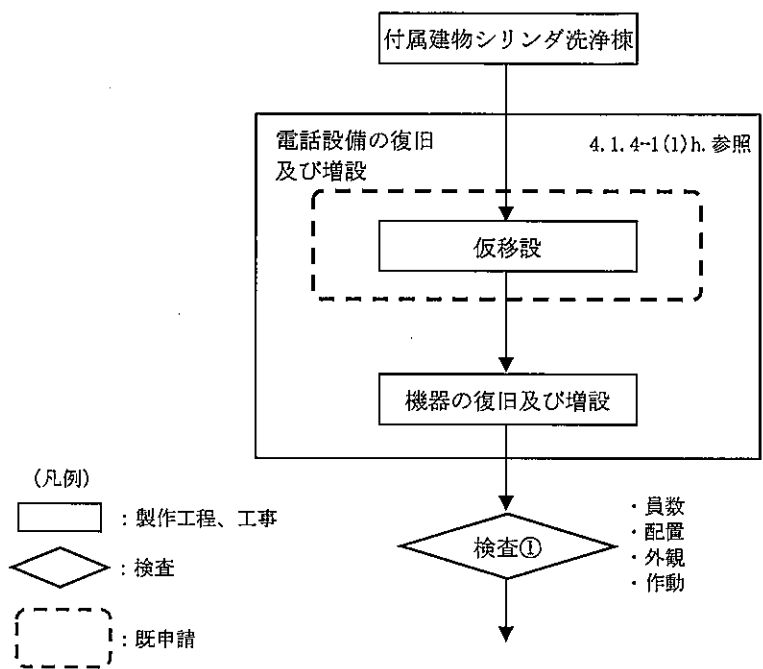 付属建物シリンダ洗浄棟
電話設備の復旧
及び増設
4.1.4-1(1)h.参照
仮移設
機器の復旧及び増設
検査①
・員数
・配置
・外観
・作動
(凡例)
：製作工程、工事
：検査
：既申請